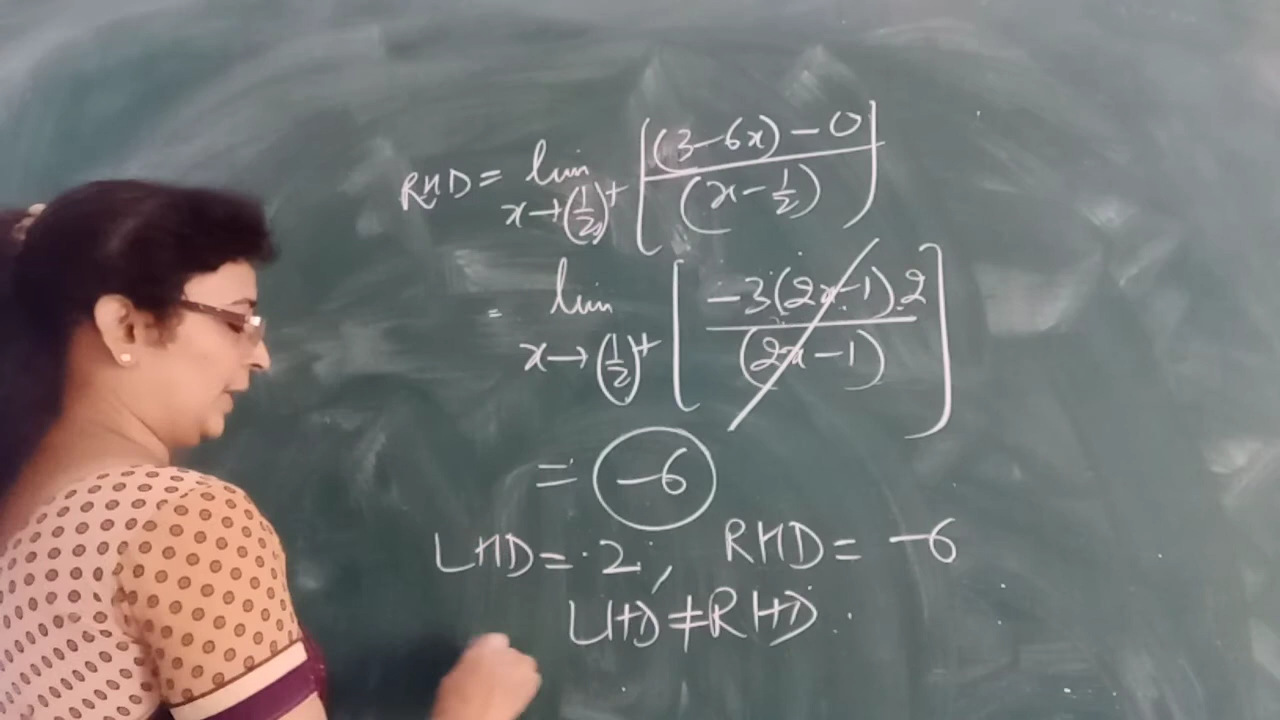 RHD = lim x→(1/2)+ [((3-6x)-0)/(x-1/2)]
= lim x→(1/2)+ [(-3(2x-1).2)/(2x-1)]
= -6
LHD = 2, RHD = -6
LHD ≠ RHD.